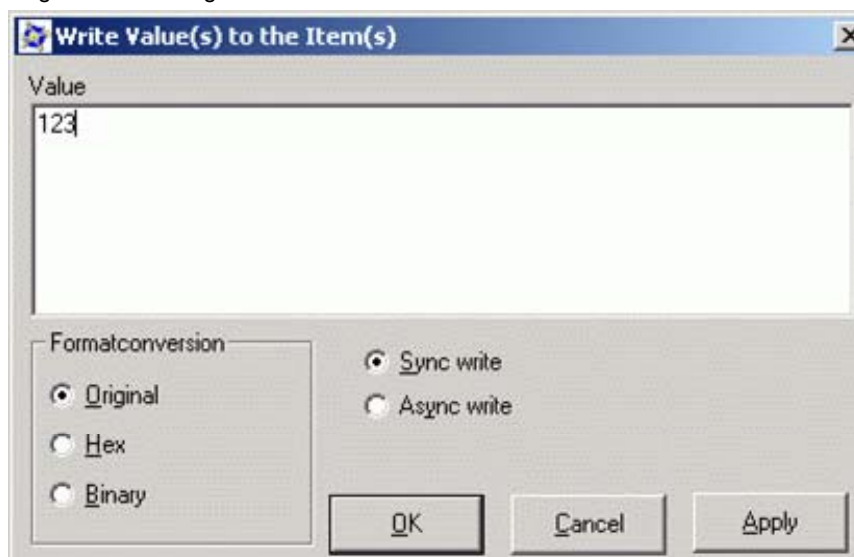 Write Value(s) to the Item(s)
Value
123
Formatconversion
Original
Hex
Binary
Sync write
Async write
OK
Cancel
Apply